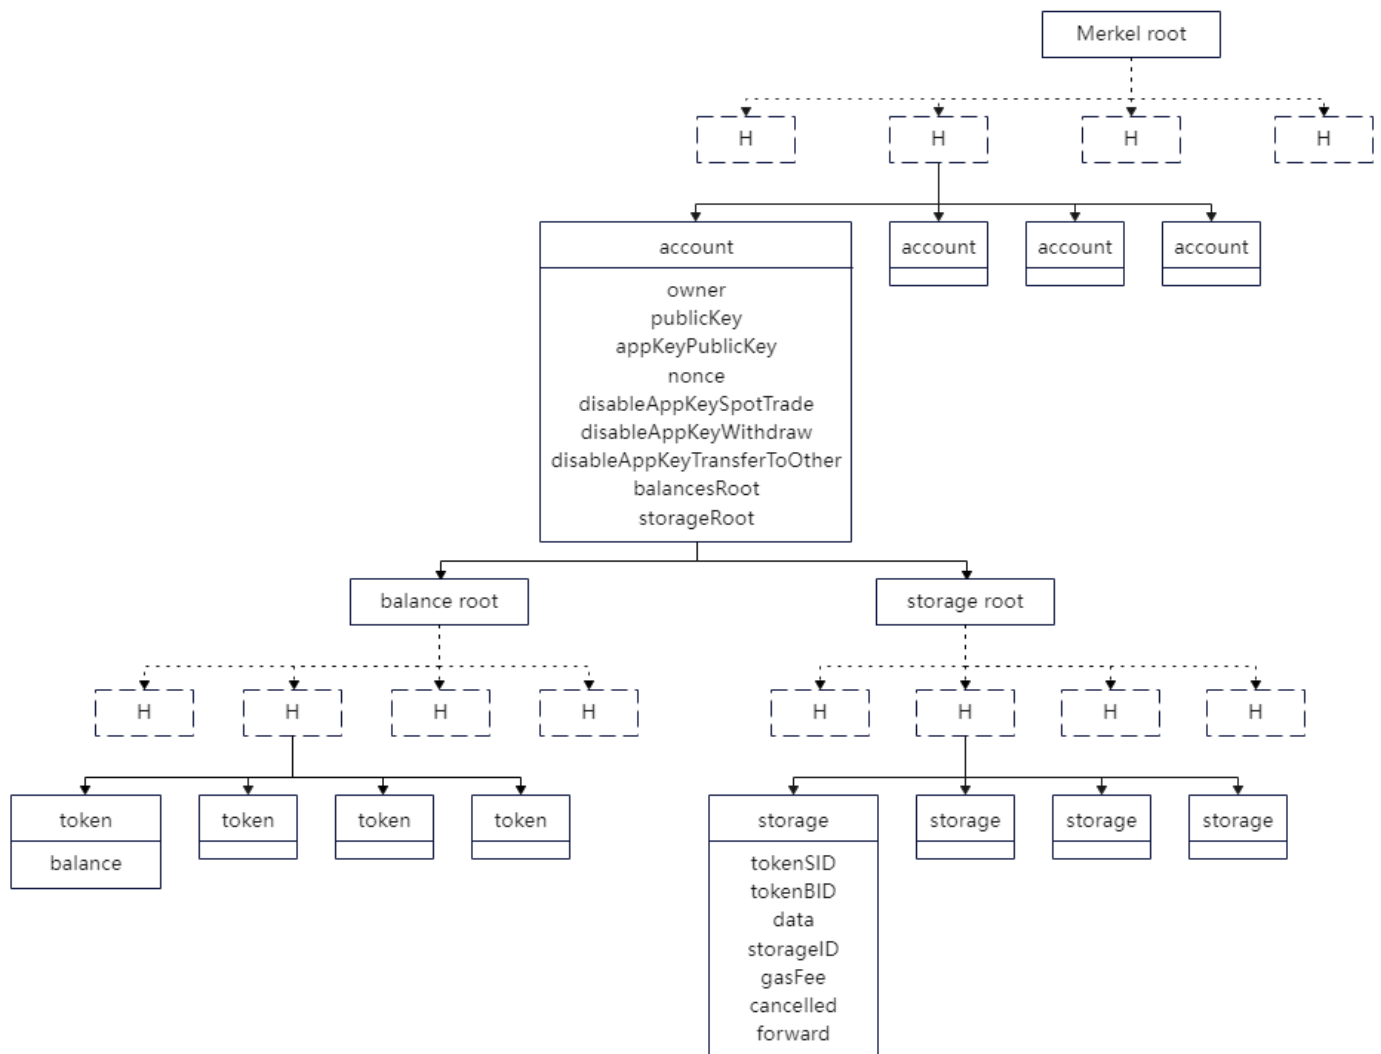 Merkel root
H
H
H
H
account
account
account
account
owner
publicKey
appKeyPublicKey
nonce
disableAppKeySpotTrade
disableAppKeyWithdraw
disableAppKeyTransferToOther
balancesRoot
storageRoot
balance root
storage root
H
H
H
H
H
H
H
H
token
token
token
token
balance
storage
storage
storage
storage
tokenSID
tokenBID
data
storageID
gasFee
cancelled
forward